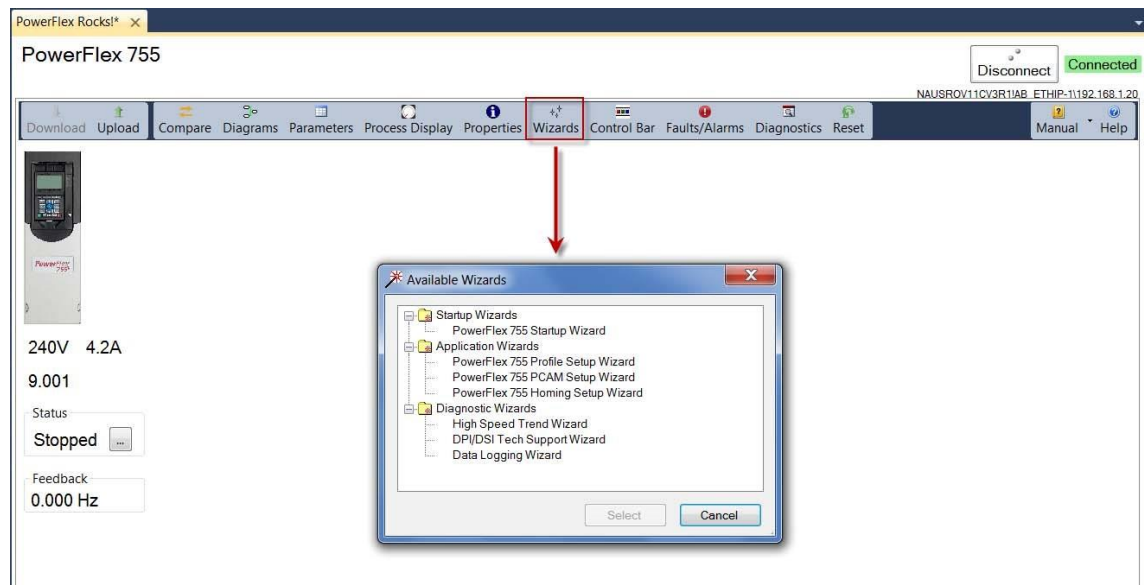 PowerFlex Rocks!*
PowerFlex 755
Disconnect
Connected
NAUSROV11CV3R1!AB_ETHIP-1\192.168.1.20
Download Upload Compare Diagrams Parameters Process Display Properties Wizards Control Bar Faults/Alarms Diagnostics Reset Manual Help
PowerFlex
755
240V 4.2A
9.001
Status
Stopped ...
Feedback
0.000 Hz
Available Wizards
Startup Wizards
PowerFlex 755 Startup Wizard
Application Wizards
PowerFlex 755 Profile Setup Wizard
PowerFlex 755 PCAM Setup Wizard
PowerFlex 755 Homing Setup Wizard
Diagnostic Wizards
High Speed Trend Wizard
DPI/DSI Tech Support Wizard
Data Logging Wizard
Select Cancel